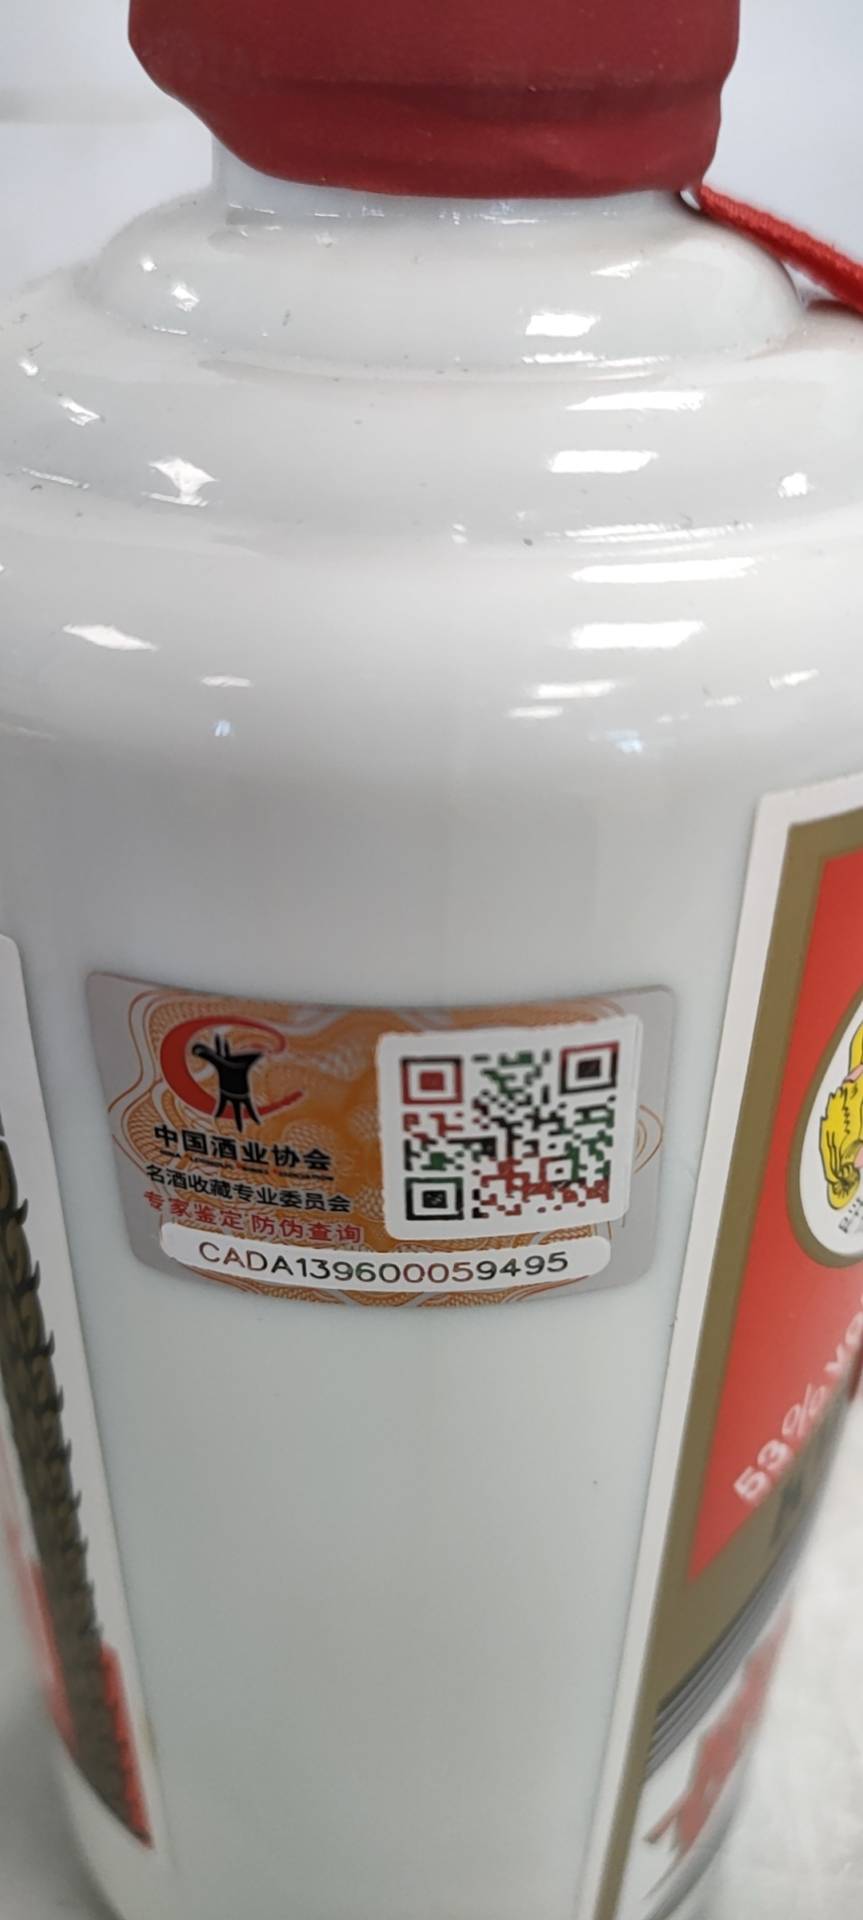 中国酒业协会
名酒收藏专业委员会
专家鉴定防伪查询
CADA139600059495
53% vo